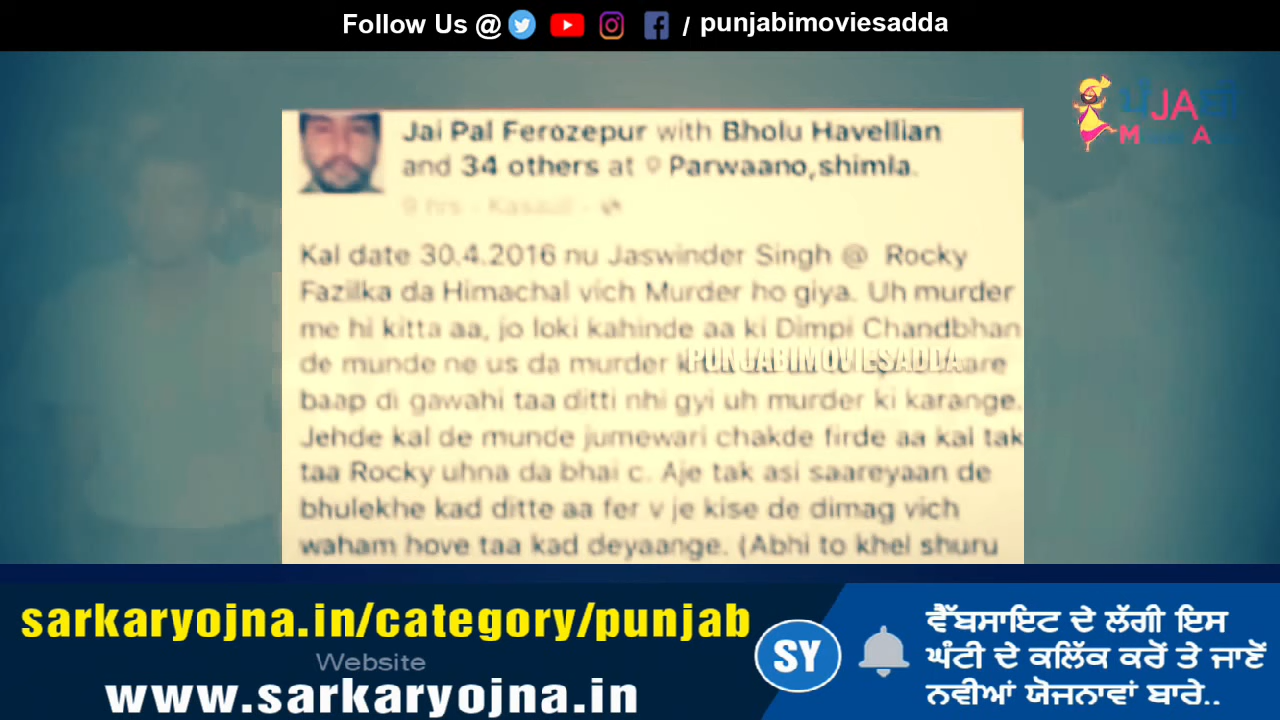 Follow Us @ / punjabimoviesadda
ਪੰJAਬੀ
M A
Jai Pal Ferozepur with Bholu Havellian
and 34 others at Parwaano,shimla.
9 hrs - Kasauli -
Kal date 30.4.2016 nu Jaswinder Singh @ Rocky
Fazilka da Himachal vich Murder ho giya. Uh murder
me hi kitta aa, jo loki kahinde aa ki Dimpi Chandbhan
de munde ne us da murder
PUNJABIMOVIESADDA
baap di gawahi taa ditti nhi gyi uh murder ki karange.
Jehde kal de munde jumewari chakde firde aa kal tak
taa Rocky uhna da bhai c. Aje tak asi saareyaan de
bhulekhe kad ditte aa fer v je kise de dimag vich
waham hove taa kad deyaange. (Abhi to khel shuru
sarkaryojna.in/category/punjab
Website
www.sarkaryojna.in
SY
ਵੈੱਬਸਾਇਟ ਦੇ ਲੱਗੀ ਇਸ
ਘੰਟੀ ਦੇ ਕਲਿੱਕ ਕਰੋਂ ਤੇ ਜਾਣੋਂ
ਨਵੀਆਂ ਯੋਜਨਾਵਾਂ ਬਾਰੇ..